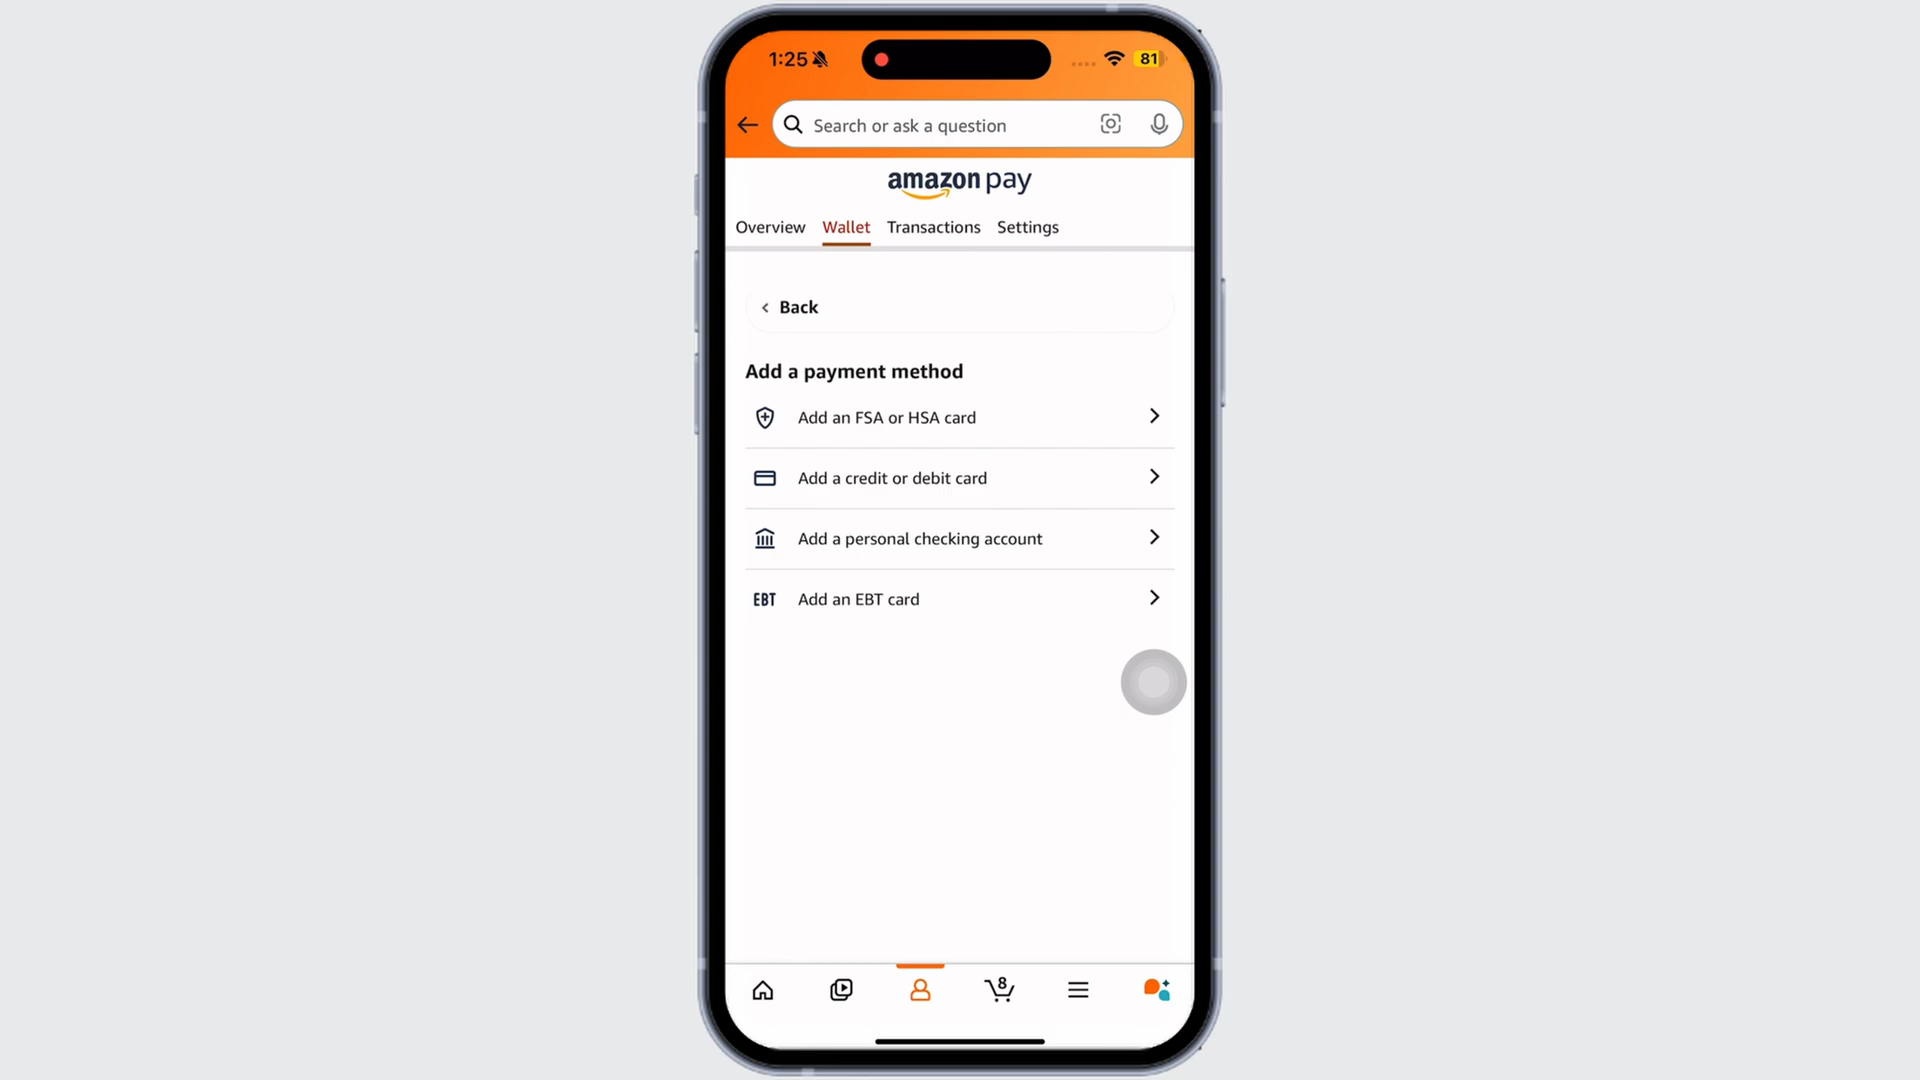 1:25 81
Search or ask a question
amazon pay
Overview Wallet Transactions Settings
Back
Add a payment method
Add an FSA or HSA card
Add a credit or debit card
Add a personal checking account
EBT Add an EBT card
8